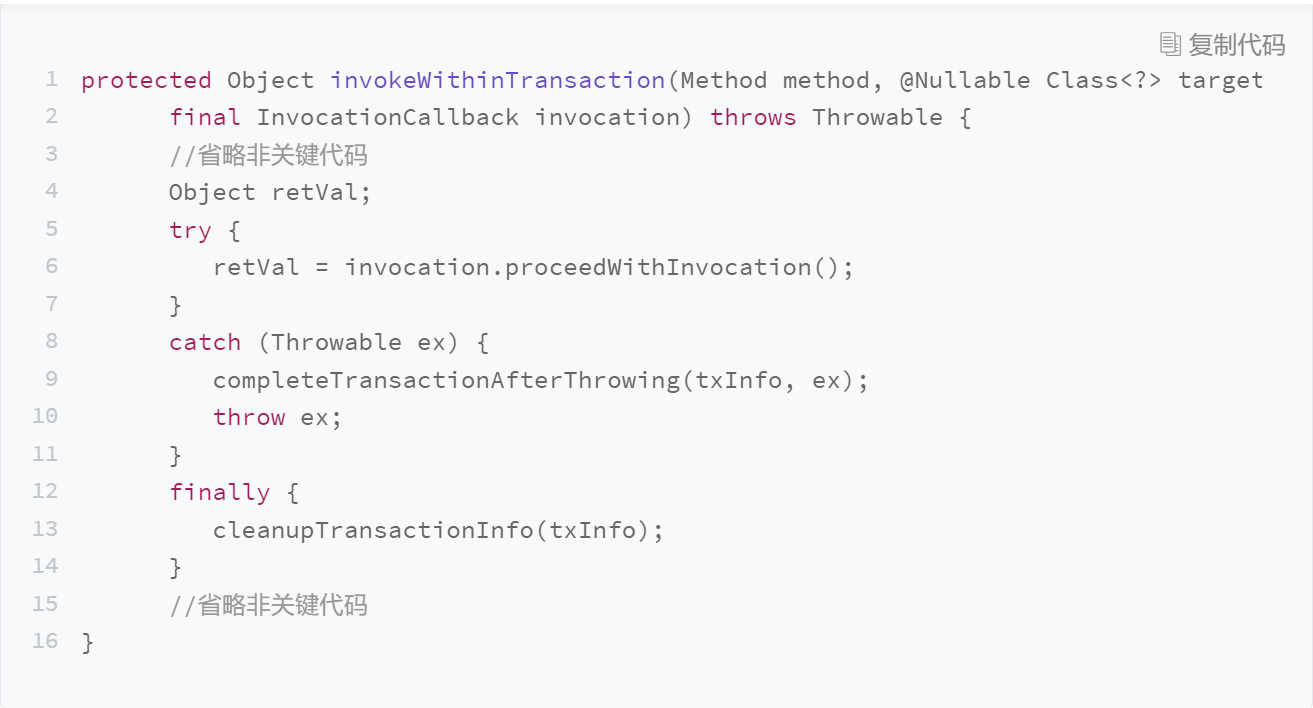 复制代码
1 protected Object invokeWithinTransaction(Method method, @Nullable Class<?> target
2 final InvocationCallback invocation) throws Throwable {
3 //省略非关键代码
4 Object retVal;
5 try {
6 retVal = invocation.proceedWithInvocation();
7 }
8 catch (Throwable ex) {
9 completeTransactionAfterThrowing(txInfo, ex);
10 throw ex;
11 }
12 finally {
13 cleanupTransactionInfo(txInfo);
14 }
15 //省略非关键代码
16 }